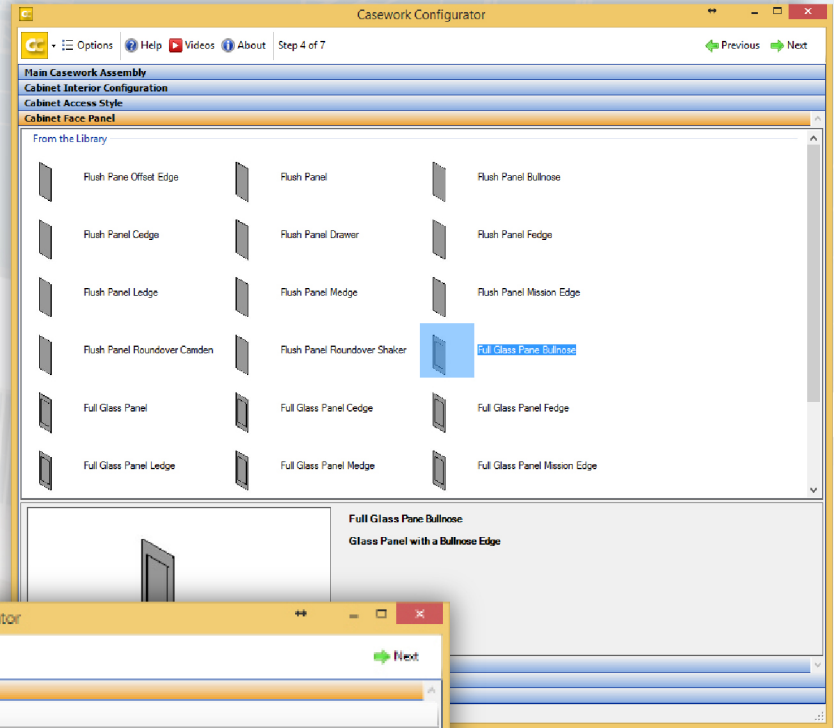 Casework Configurator
CC Options Help Videos About Step 4 of 7 Previous Next
Main Casework Assembly
Cabinet Interior Configuration
Cabinet Access Style
Cabinet Face Panel
From the Library
Flush Pane Offset Edge Flush Panel Flush Panel Bullnose
Flush Panel Cedge Flush Panel Drawer Flush Panel Fedge
Flush Panel Ledge Flush Panel Medge Flush Panel Mission Edge
Flush Panel Roundover Camden Flush Panel Roundover Shaker Full Glass Pane Bullnose
Full Glass Panel Full Glass Panel Cedge Full Glass Panel Fedge
Full Glass Panel Ledge Full Glass Panel Medge Full Glass Panel Mission Edge
Full Glass Pane Bullnose
Glass Panel with a Bullnose Edge
tor
Next